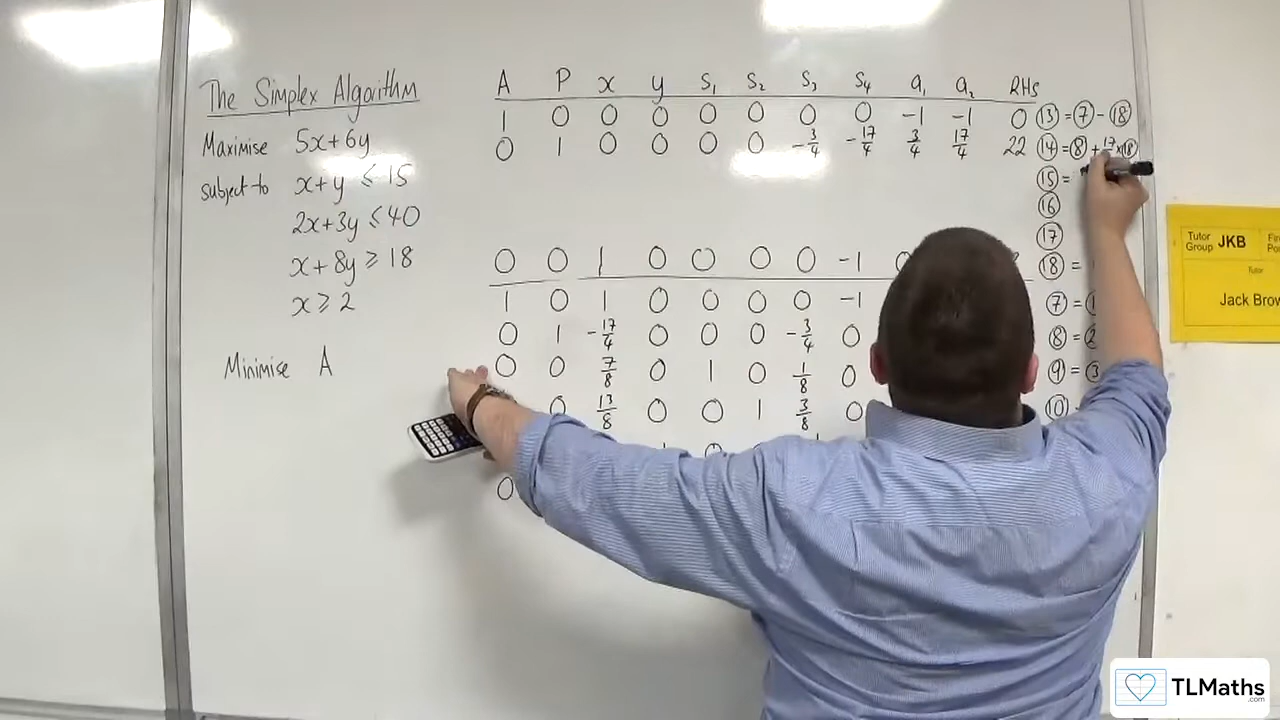 The Simplex Algorithm
Maximise 5x+6y
subject to x+y ≤ 15
2x+3y ≤ 40
x+8y ≥ 18
x ≥ 2
Minimise A
A P x y S₁ S₂ S₃ S₄ a₁ a₂ RHS
1 0 0 0 0 0 0 0 -1 -1 0 ⑬ = ⑦ - ⑱
0 1 0 0 0 0 -3/4 -17/4 3/4 17/4 22 ⑭ = ⑧ + 17/4 × ⑱
⑮ =
⑯
⑰
0 0 1 0 0 0 0 -1 ⑱ =
1 0 1 0 0 0 0 -1 ⑦ =
0 1 -17/4 0 0 0 -3/4 0 ⑧ =
0 0 7/8 0 1 0 1/8 0 ⑨ =
0 13/8 0 0 1 3/8 0 ⑩
0
Tutor Group JKB
Tutor
Jack Brow
TLMaths
.com